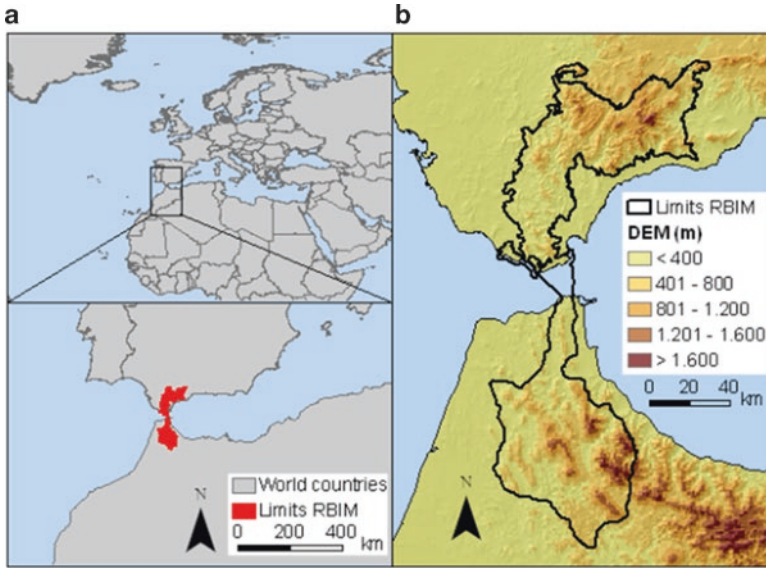 a
World countries
Limits RBIM
N
0 200 400
km
b
Limits RBIM
DEM (m)
< 400
401 - 800
801 - 1.200
1.201 - 1.600
> 1.600
0 20 40
km
N